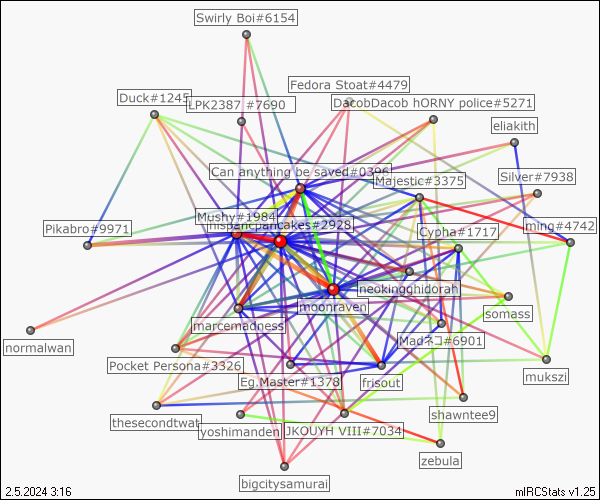 Swirly Boi#6154
Fedora Stoat#4479
Duck#1245
LPK2387 #7690
DacobDacob hORNY police#5271
eliakith
Can anything be saved#0396
Majestic#3375
Silver#7938
Mushy#1984
mspancpancakes#2928
Pikabro#9971
Cypha#1717
ming#4742
neokingghidorah
moonraven
somass
marcemadness
Madネコ#6901
normalwan
Pocket Persona#3326
Eg.Master#1378
frisout
mukszi
thesecondtwat
yoshimanden
JKOUYH VIII#7034
shawntee9
zebula
bigcitysamurai
2.5.2024 3:16
mIRCStats v1.25